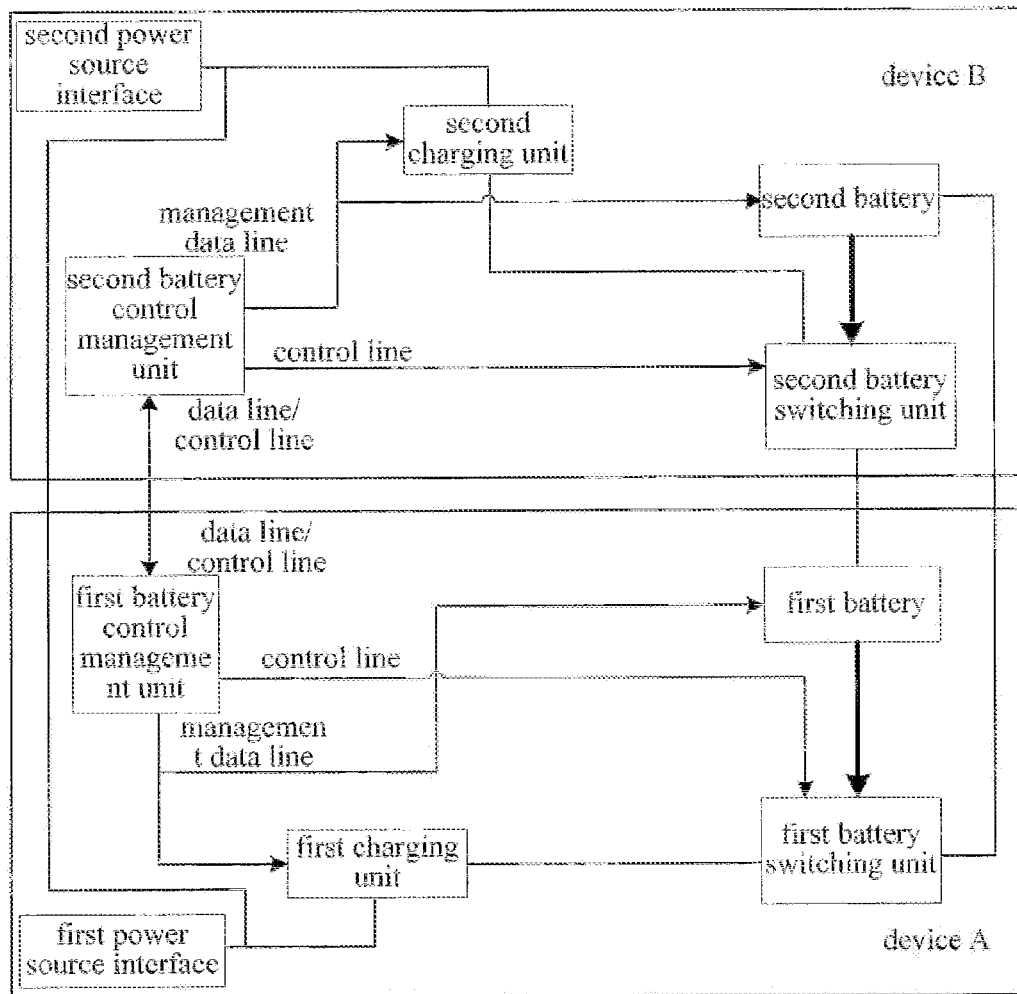 second power
source
interface
device B
second
charging unit
second battery
management
data line
second battery
control
management
unit
control line
second battery
switching unit
data line/
control line
data line/
control line
first battery
control
manageme
nt unit
first battery
control line
managemen
t data line
first charging
unit
first battery
switching unit
first power
source interface
device A